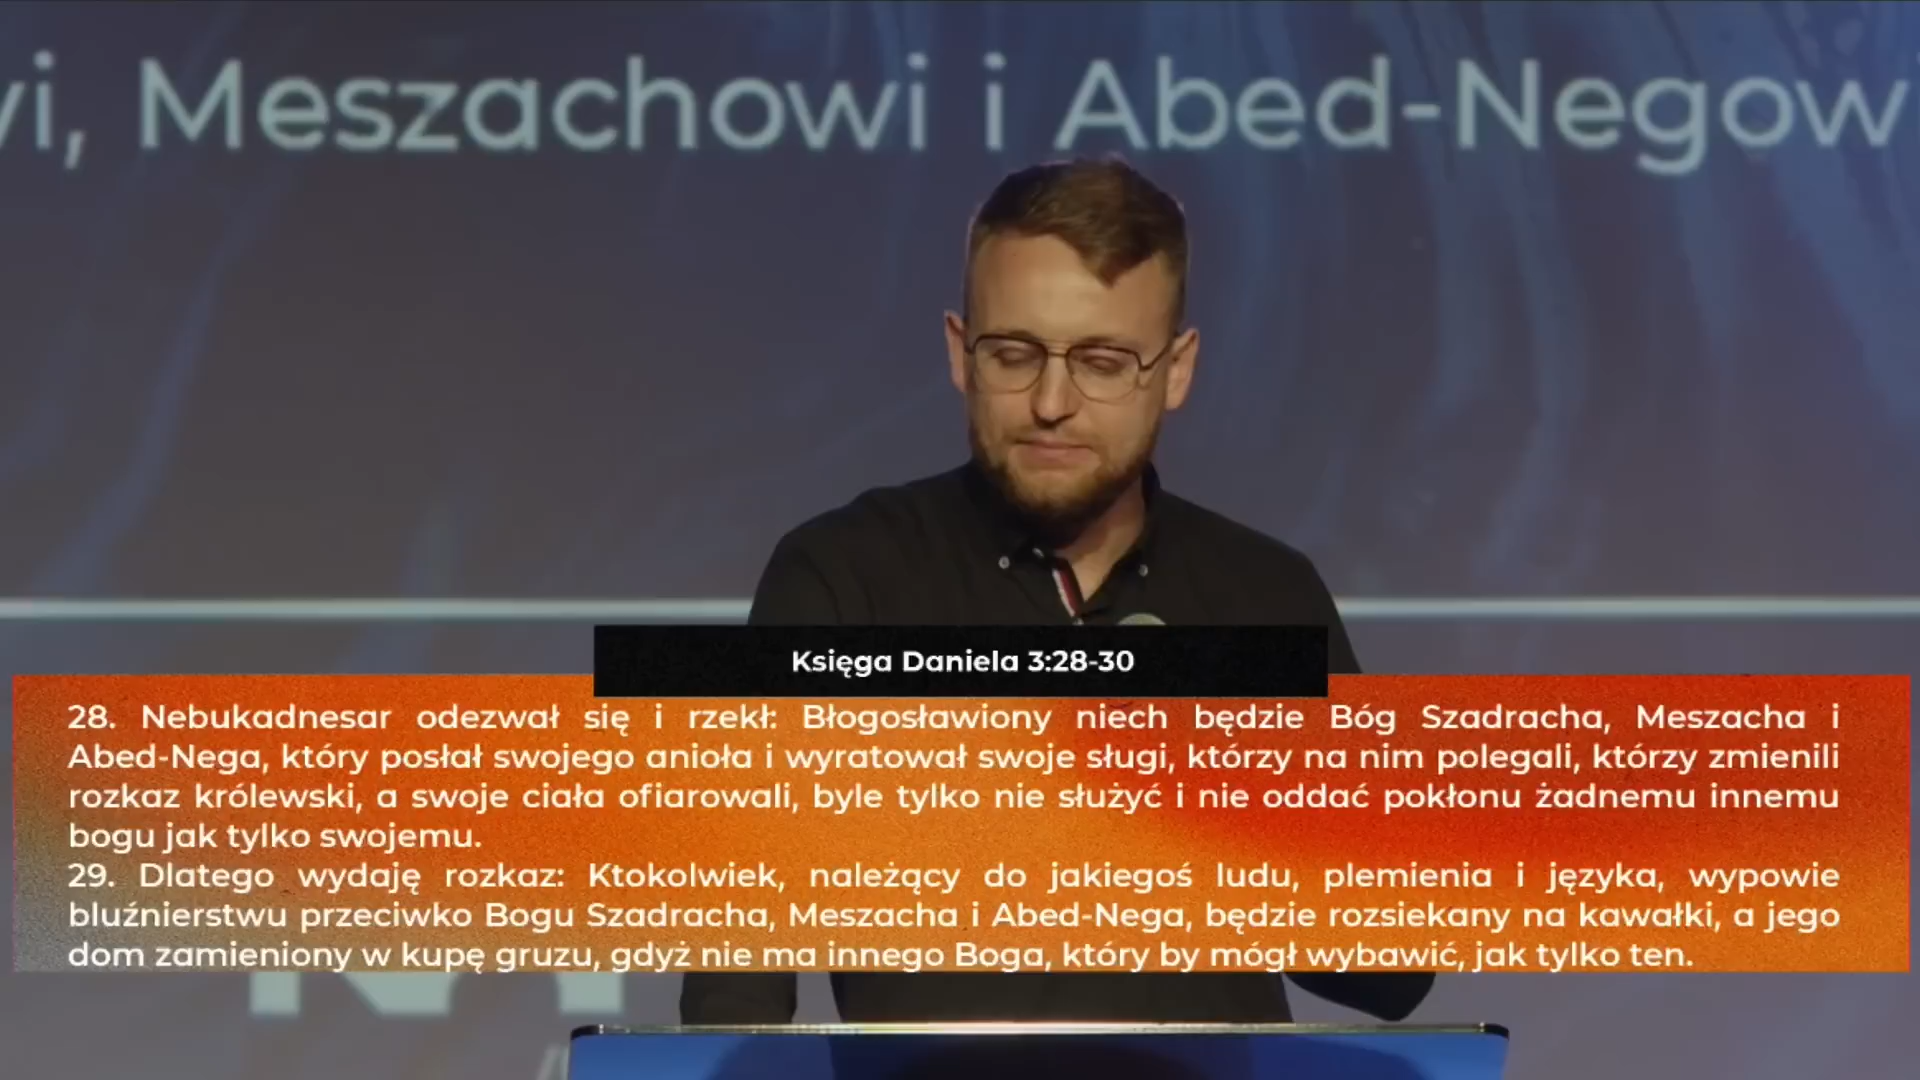 Meszachowi i Abed-Negow
Księga Daniela 3:28-30
28. Nebukadnesar odezwał się i rzekł: Błogosławiony niech będzie Bóg Szadracha, Meszacha i
Abed-Nega, który posłał swojego anioła i wyratował swoje sługi, którzy na nim polegali, którzy zmienili
rozkaz królewski, a swoje ciała ofiarowali, byle tylko nie służyć i nie oddać pokłonu żadnemu innemu
bogu jak tylko swojemu.
29. Dlatego wydaję rozkaz: Ktokolwiek, należący do jakiegoś ludu, plemienia i języka, wypowie
bluźnierstwu przeciwko Bogu Szadracha, Meszacha i Abed-Nega, będzie rozsiekany na kawałki, a jego
dom zamieniony w kupę gruzu, gdyż nie ma innego Boga, który by mógł wybawić, jak tylko ten.